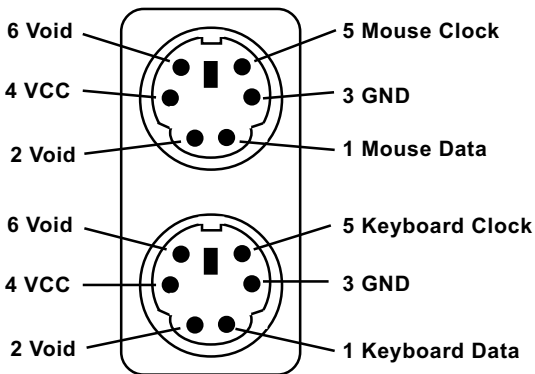 6 Void 5 Mouse Clock
4 VCC 3 GND
2 Void 1 Mouse Data
6 Void 5 Keyboard Clock
4 VCC 3 GND
2 Void 1 Keyboard Data